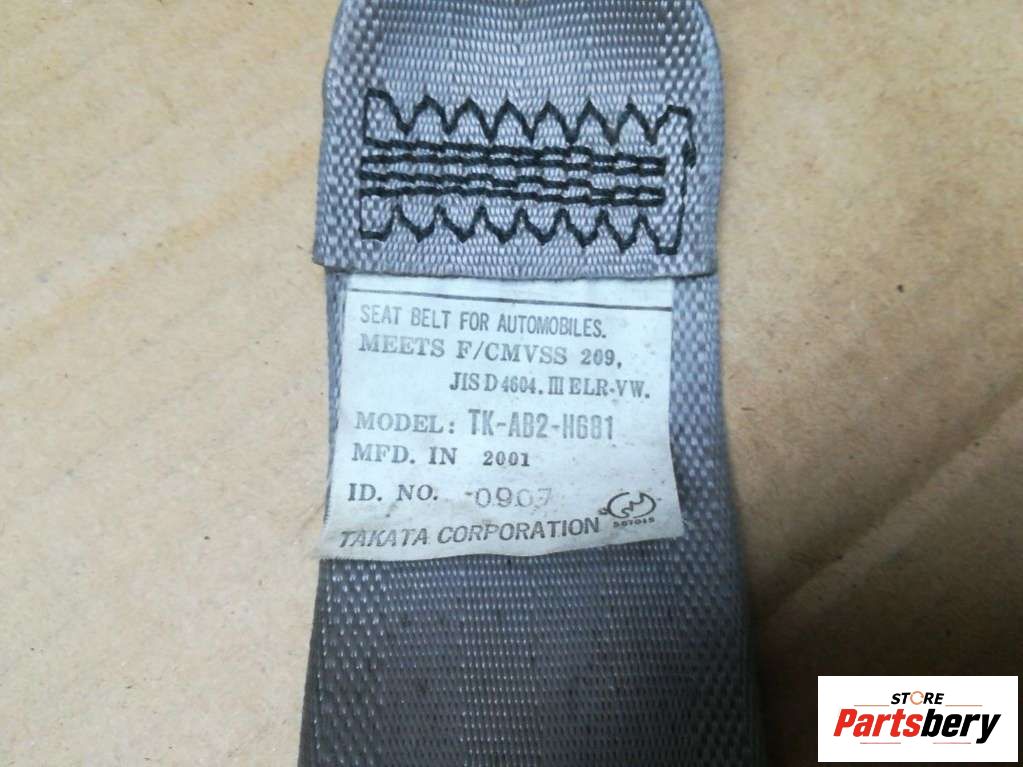 SEAT BELT FOR AUTOMOBILES.
MEETS F/CMVSS 209,
JIS D 4604. III ELR-VW.
MODEL: TK-AB2-H681
MFD. IN 2001
ID. NO. 0907
TAKATA CORPORATION
STORE
Partsbery